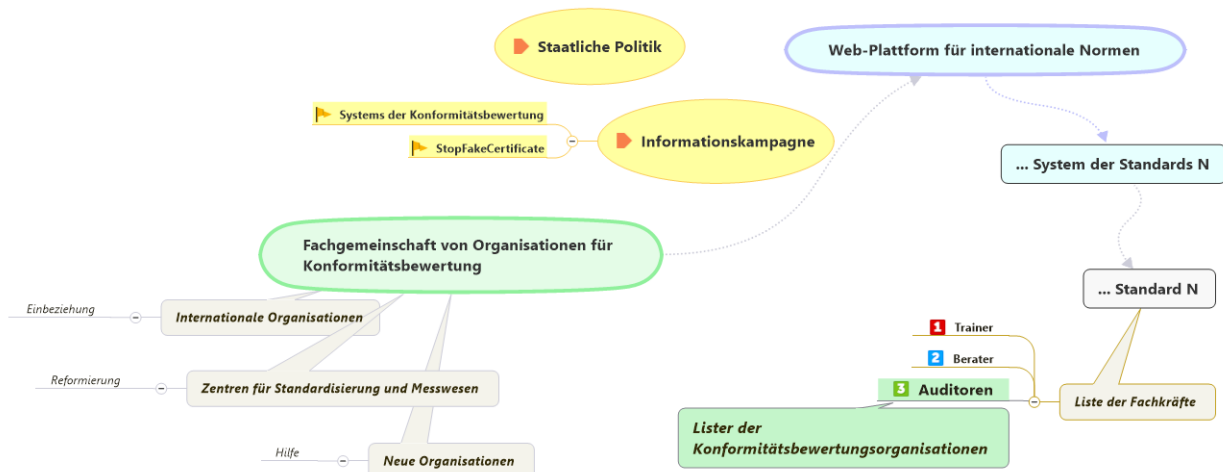 Staatliche Politik
Web-Plattform für internationale Normen
Systems der Konformitätsbewertung
StopFakeCertificate
Informationskampagne
... System der Standards N
Fachgemeinschaft von Organisationen für
Konformitätsbewertung
... Standard N
Einbeziehung
Internationale Organisationen
1 Trainer
2 Berater
3 Auditoren
Reformierung
Zentren für Standardisierung und Messwesen
Liste der Fachkräfte
Lister der
Konformitätsbewertungsorganisationen
Hilfe
Neue Organisationen